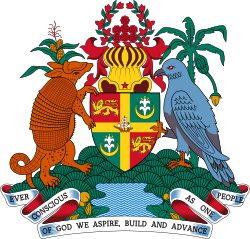 EVER CONSCIOUS OF GOD WE ASPIRE, BUILD AND ADVANCE AS ONE PEOPLE